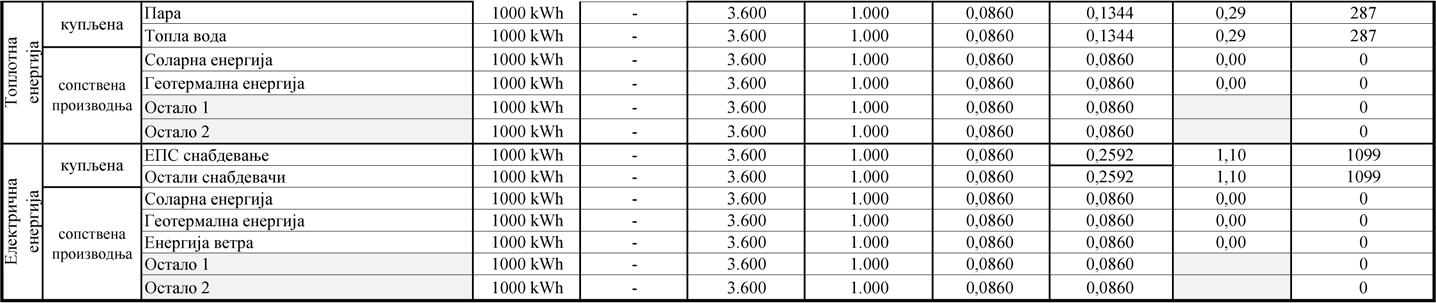 Топлотна енергија
купљена
Пара 1000 kWh - 3.600 1.000 0,0860 0,1344 0,29 287
Топла вода 1000 kWh - 3.600 1.000 0,0860 0,1344 0,29 287
сопствена производња
Соларна енергија 1000 kWh - 3.600 1.000 0,0860 0,0860 0,00 0
Геотермална енергија 1000 kWh - 3.600 1.000 0,0860 0,0860 0,00 0
Остало 1 1000 kWh - 3.600 1.000 0,0860 0,0860 0
Остало 2 1000 kWh - 3.600 1.000 0,0860 0,0860 0
Електрична енергија
купљена
ЕПС снабдевање 1000 kWh - 3.600 1.000 0,0860 0,2592 1,10 1099
Остали снабдевачи 1000 kWh - 3.600 1.000 0,0860 0,2592 1,10 1099
сопствена производња
Соларна енергија 1000 kWh - 3.600 1.000 0,0860 0,0860 0,00 0
Геотермална енергија 1000 kWh - 3.600 1.000 0,0860 0,0860 0,00 0
Енергија ветра 1000 kWh - 3.600 1.000 0,0860 0,0860 0,00 0
Остало 1 1000 kWh - 3.600 1.000 0,0860 0,0860 0
Остало 2 1000 kWh - 3.600 1.000 0,0860 0,0860 0